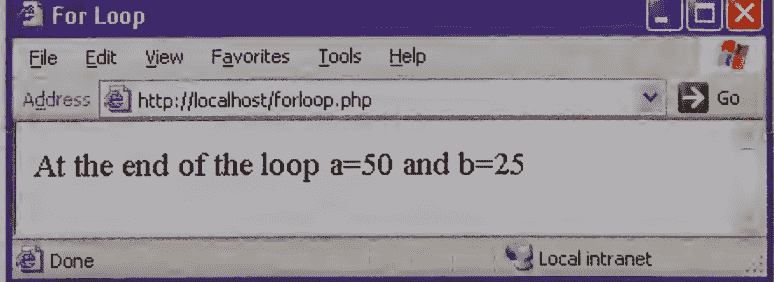 For Loop
File Edit View Favorites Tools Help
Address http://localhost/forloop.php Go
At the end of the loop a=50 and b=25
Done Local intranet